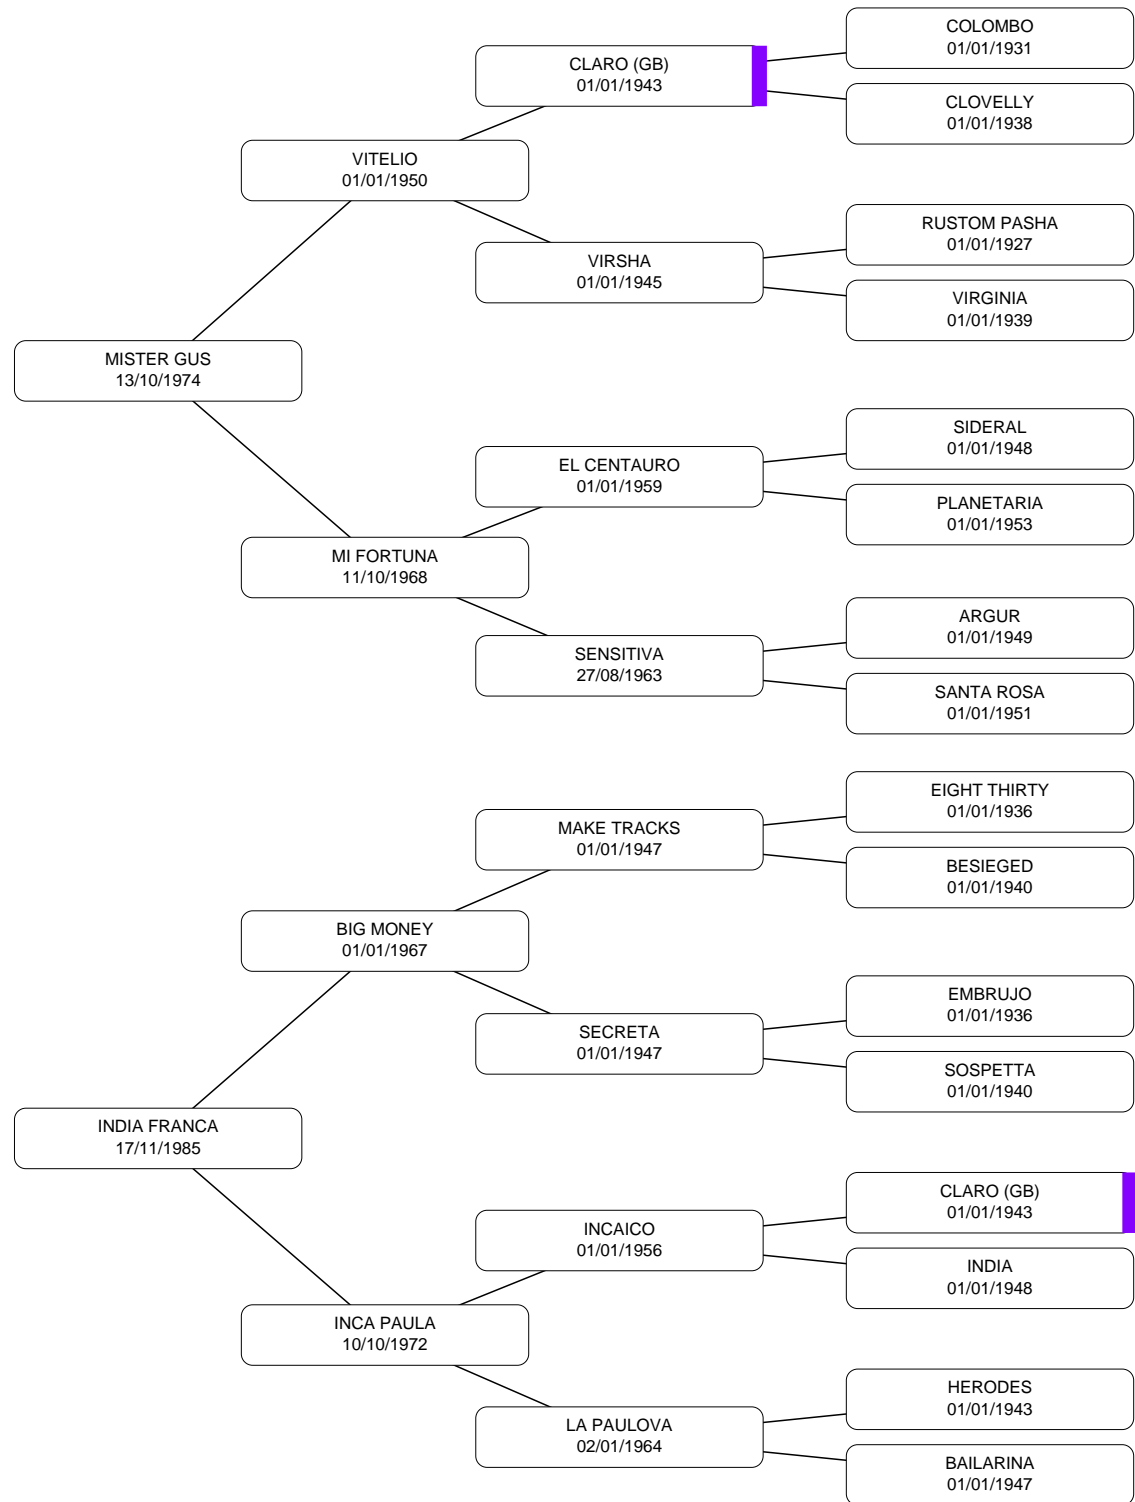 COLOMBO
01/01/1931
CLARO (GB)
01/01/1943
CLOVELLY
01/01/1938
VITELIO
01/01/1950
RUSTOM PASHA
01/01/1927
VIRSHA
01/01/1945
VIRGINIA
01/01/1939
MISTER GUS
13/10/1974
SIDERAL
01/01/1948
EL CENTAURO
01/01/1959
PLANETARIA
01/01/1953
MI FORTUNA
11/10/1968
ARGUR
01/01/1949
SENSITIVA
27/08/1963
SANTA ROSA
01/01/1951
EIGHT THIRTY
01/01/1936
MAKE TRACKS
01/01/1947
BESIEGED
01/01/1940
BIG MONEY
01/01/1967
EMBRUJO
01/01/1936
SECRETA
01/01/1947
SOSPETTA
01/01/1940
INDIA FRANCA
17/11/1985
CLARO (GB)
01/01/1943
INCAICO
01/01/1956
INDIA
01/01/1948
INCA PAULA
10/10/1972
HERODES
01/01/1943
LA PAULOVA
02/01/1964
BAILARINA
01/01/1947